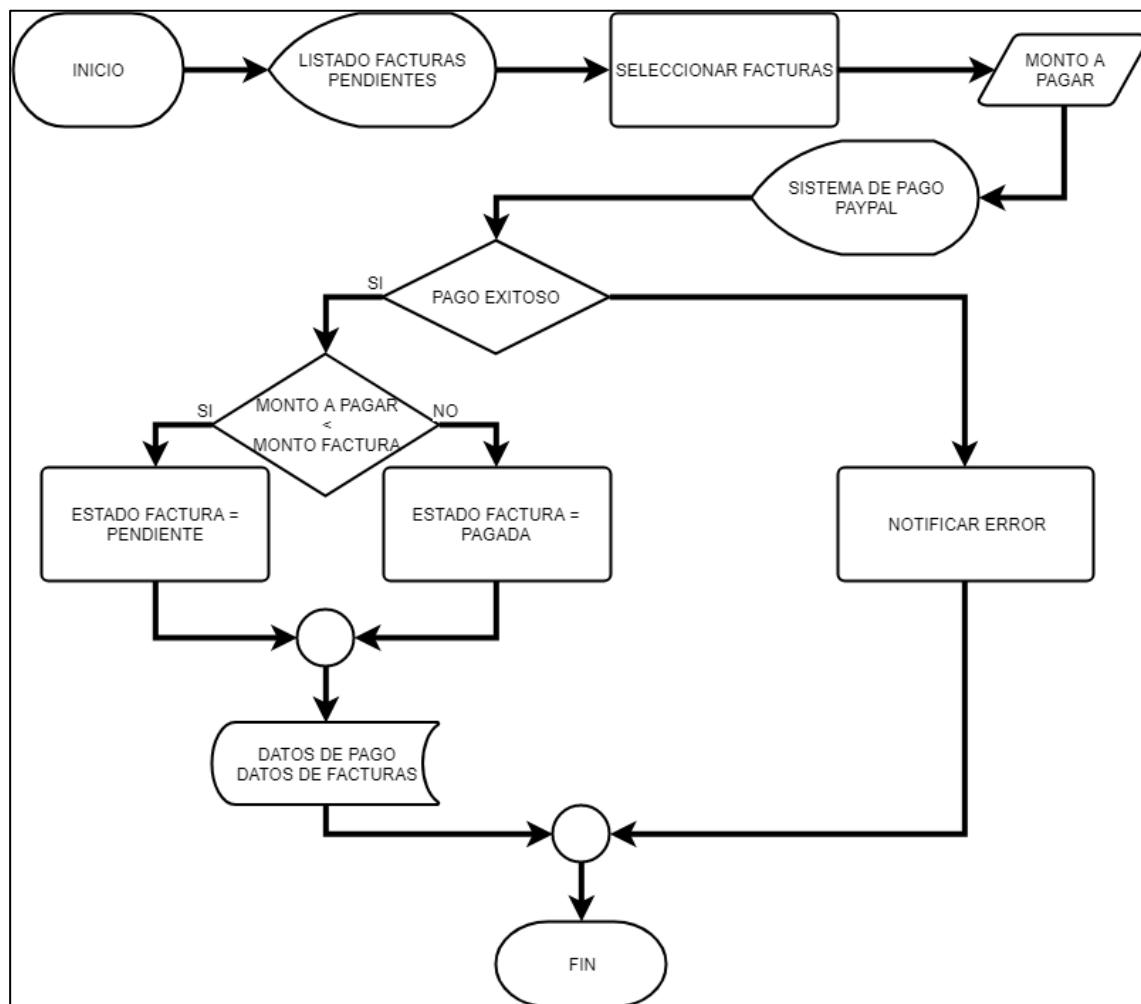 INICIO
LISTADO FACTURAS
PENDIENTES
SELECCIONAR FACTURAS
MONTO A
PAGAR
SISTEMA DE PAGO
PAYPAL
SI
PAGO EXITOSO
SI
MONTO A PAGAR
<
MONTO FACTURA
NO
ESTADO FACTURA =
PENDIENTE
ESTADO FACTURA =
PAGADA
NOTIFICAR ERROR
DATOS DE PAGO
DATOS DE FACTURAS
FIN